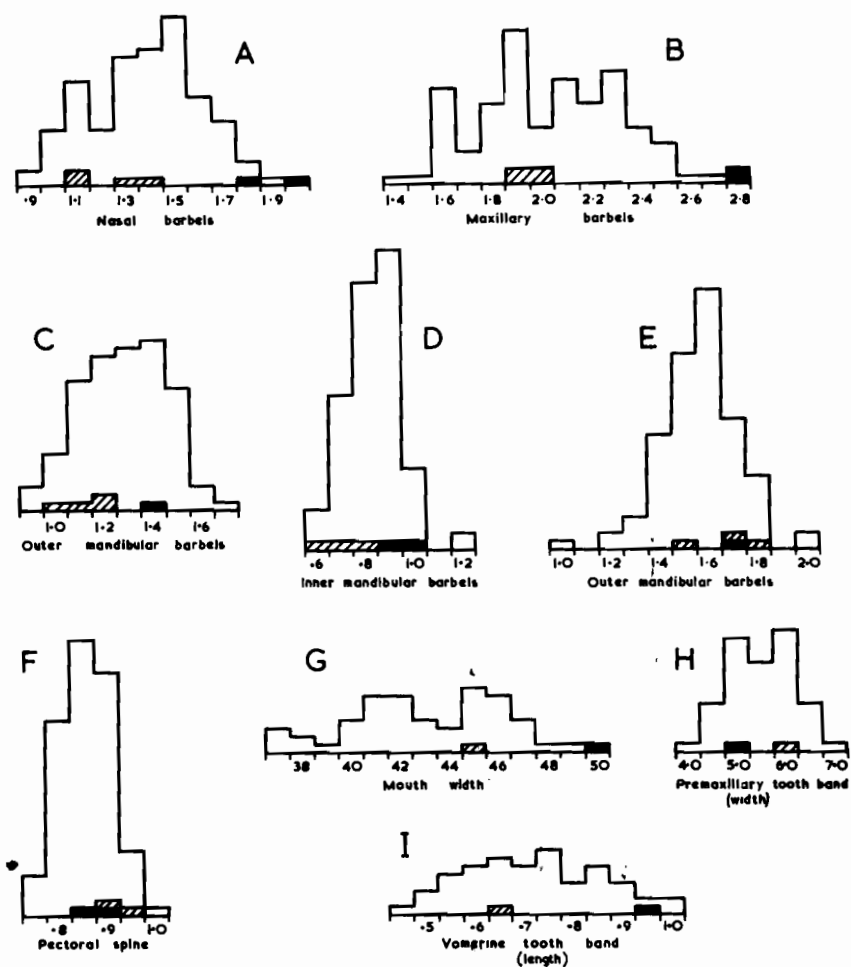 A
B
·9 1·1 1·3 1·5 1·7 1·9
Nasal barbels
1·4 1·6 1·8 2·0 2·2 2·4 2·6 2·8
Maxillary barbels
C
D
E
1·0 1·2 1·4 1·6
Outer mandibular barbels
·6 ·8 1·0 1·2
Inner mandibular barbels
1·0 1·2 1·4 1·6 1·8 2·0
Outer mandibular barbels
F
G
H
38 40 42 44 46 48 50
Mouth width
4·0 5·0 6·0 7·0
Premaxillary tooth band
(width)
I
·8 ·9 1·0
Pectoral spine
·5 ·6 ·7 ·8 ·9 1·0
Vomerine tooth band
(length)